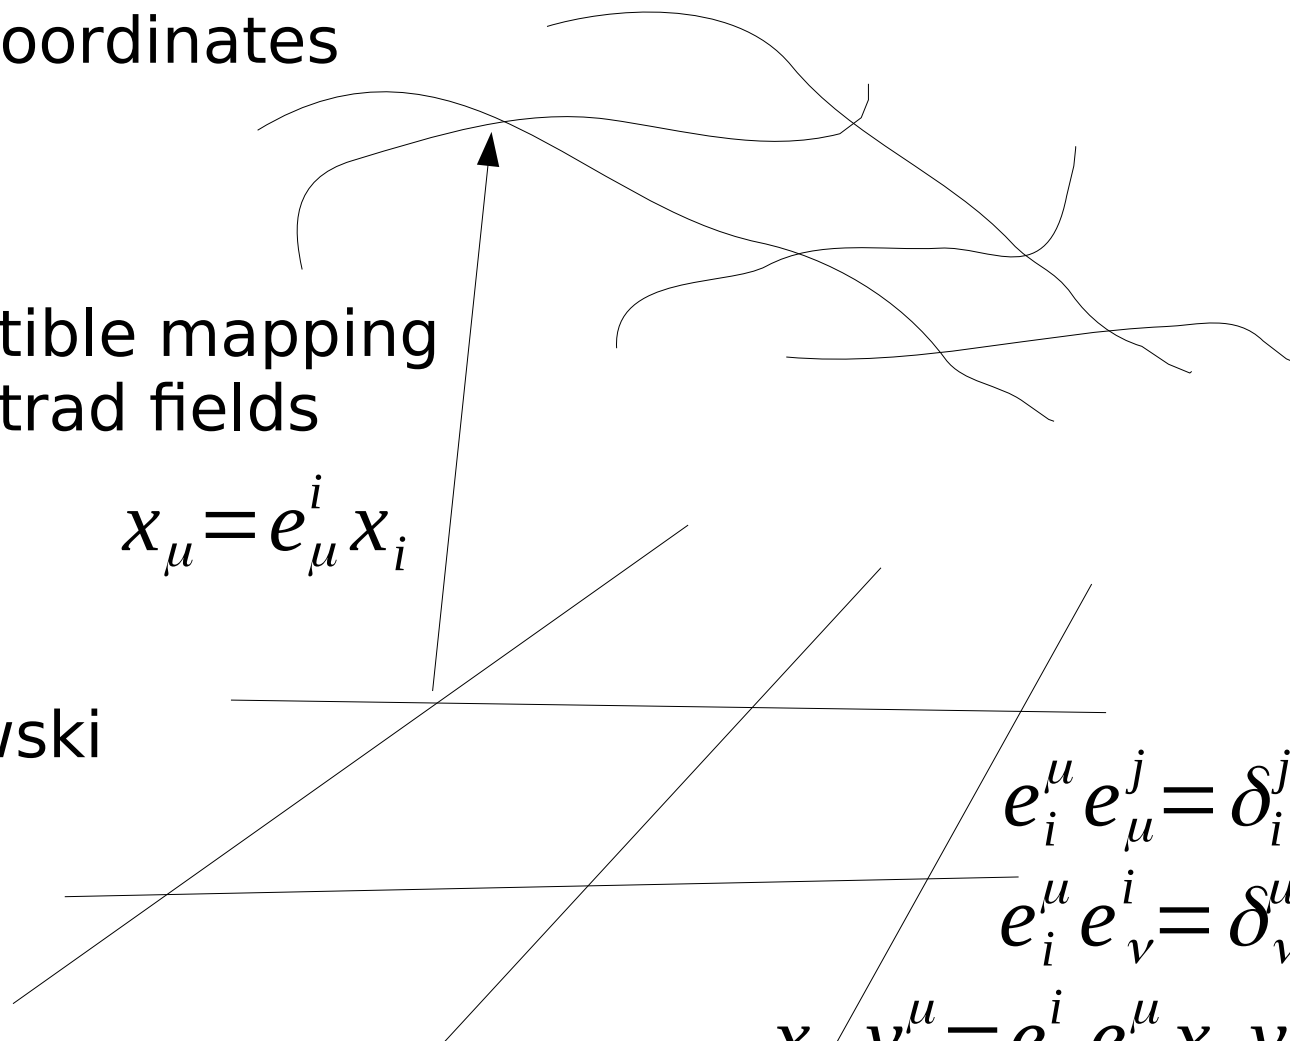 oordinates
tible mapping
trad fields
x_μ = e^i_μ x_i
wski
e^μ_i e^j_μ = δ^j_i
e^μ_i e^i_ν = δ^μ_ν